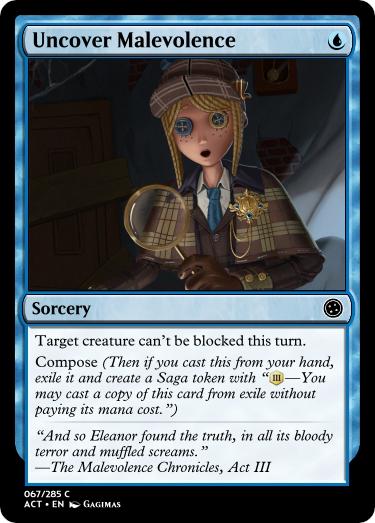 Uncover Malevolence
Sorcery
Target creature can't be blocked this turn.
Compose (Then if you cast this from your hand,
exile it and create a Saga token with “III—You
may cast a copy of this card from exile without
paying its mana cost.”)
“And so Eleanor found the truth, in all its bloody
terror and muffled screams.”
—The Malevolence Chronicles, Act III
067/285 C
ACT • EN Gagimas